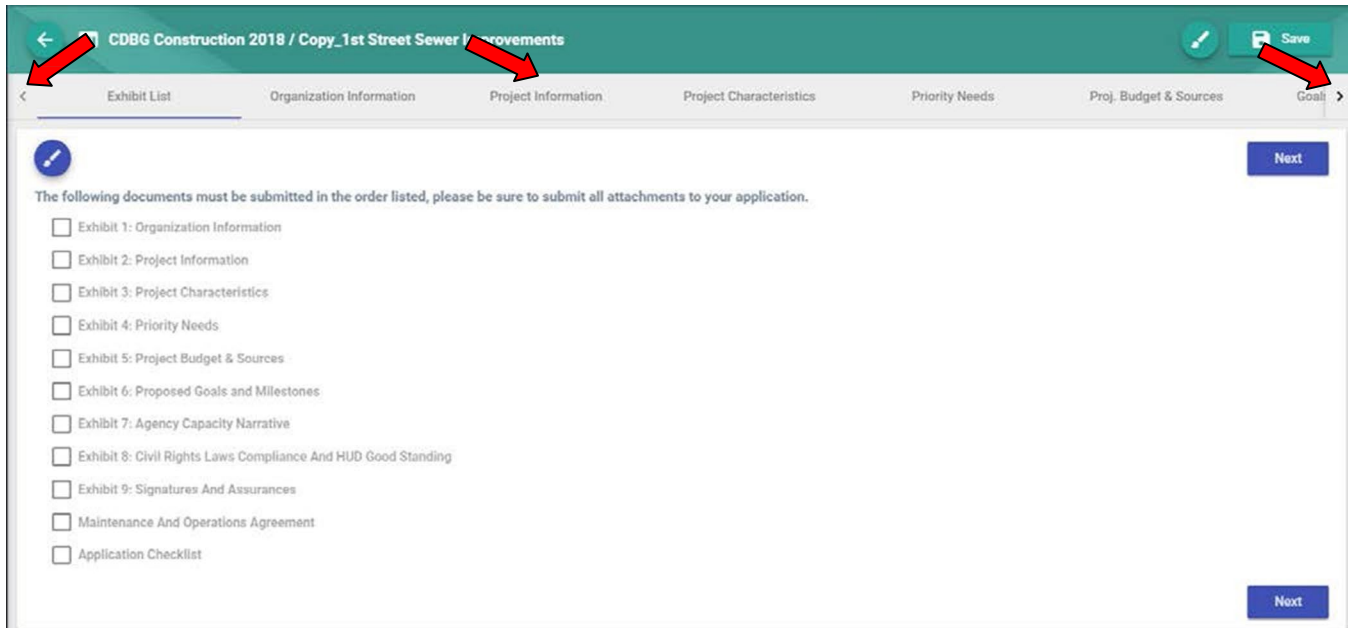 CDBG Construction 2018 / Copy_1st Street Sewer Improvements
Save
Exhibit List
Organization Information
Project Information
Project Characteristics
Priority Needs
Proj. Budget & Sources
Goals
Next
The following documents must be submitted in the order listed, please be sure to submit all attachments to your application.
Exhibit 1: Organization Information
Exhibit 2: Project Information
Exhibit 3: Project Characteristics
Exhibit 4: Priority Needs
Exhibit 5: Project Budget & Sources
Exhibit 6: Proposed Goals and Milestones
Exhibit 7: Agency Capacity Narrative
Exhibit 8: Civil Rights Laws Compliance And HUD Good Standing
Exhibit 9: Signatures And Assurances
Maintenance And Operations Agreement
Application Checklist
Next